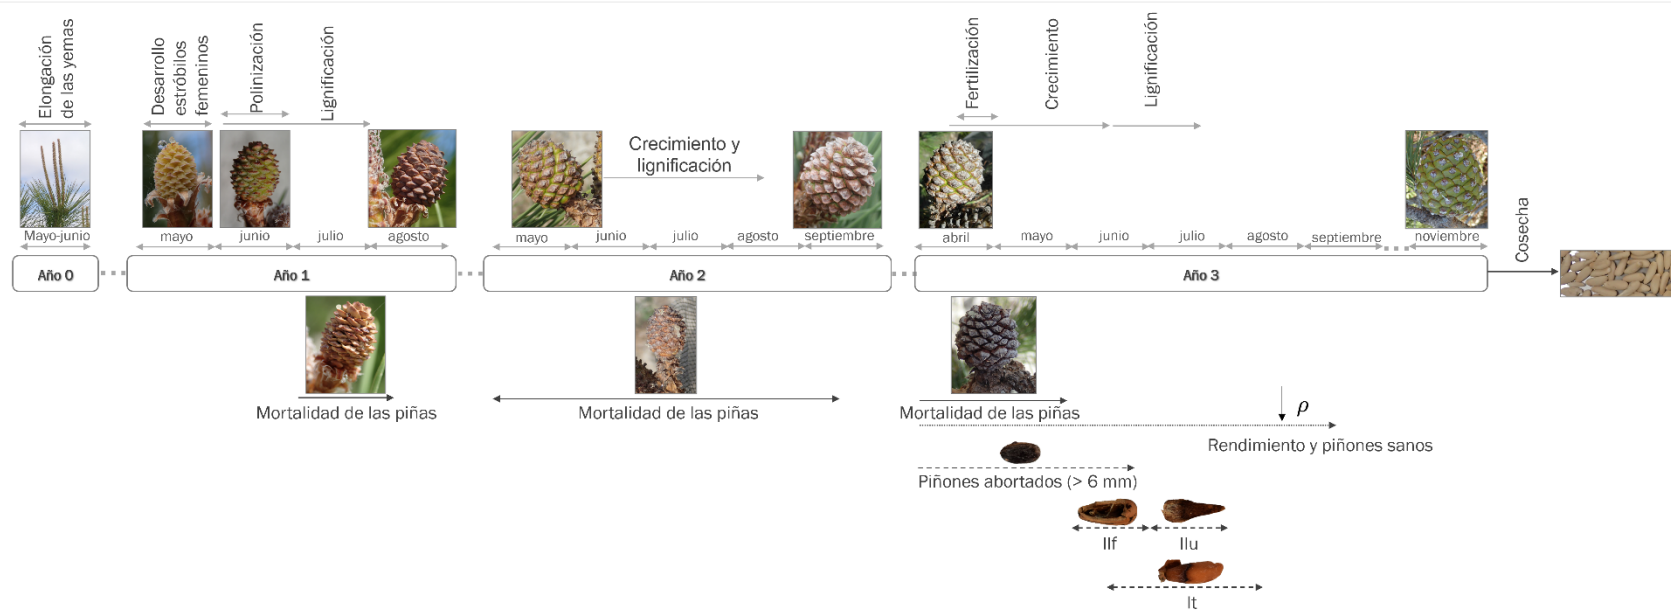 Elongación
de las yemas
Desarrollo
estróbilos
femeninos
Polinización
Lignificación
Fertilización
Crecimiento
Lignificación
Crecimiento y
lignificación
Mayo-junio
mayo
junio
julio
agosto
mayo
junio
julio
agosto
septiembre
abril
mayo
junio
julio
agosto
septiembre
noviembre
Cosecha
Año 0
Año 1
Año 2
Año 3
Mortalidad de las piñas
Mortalidad de las piñas
Mortalidad de las piñas
ρ
Rendimiento y piñones sanos
Piñones abortados (> 6 mm)
IIf
IIu
It